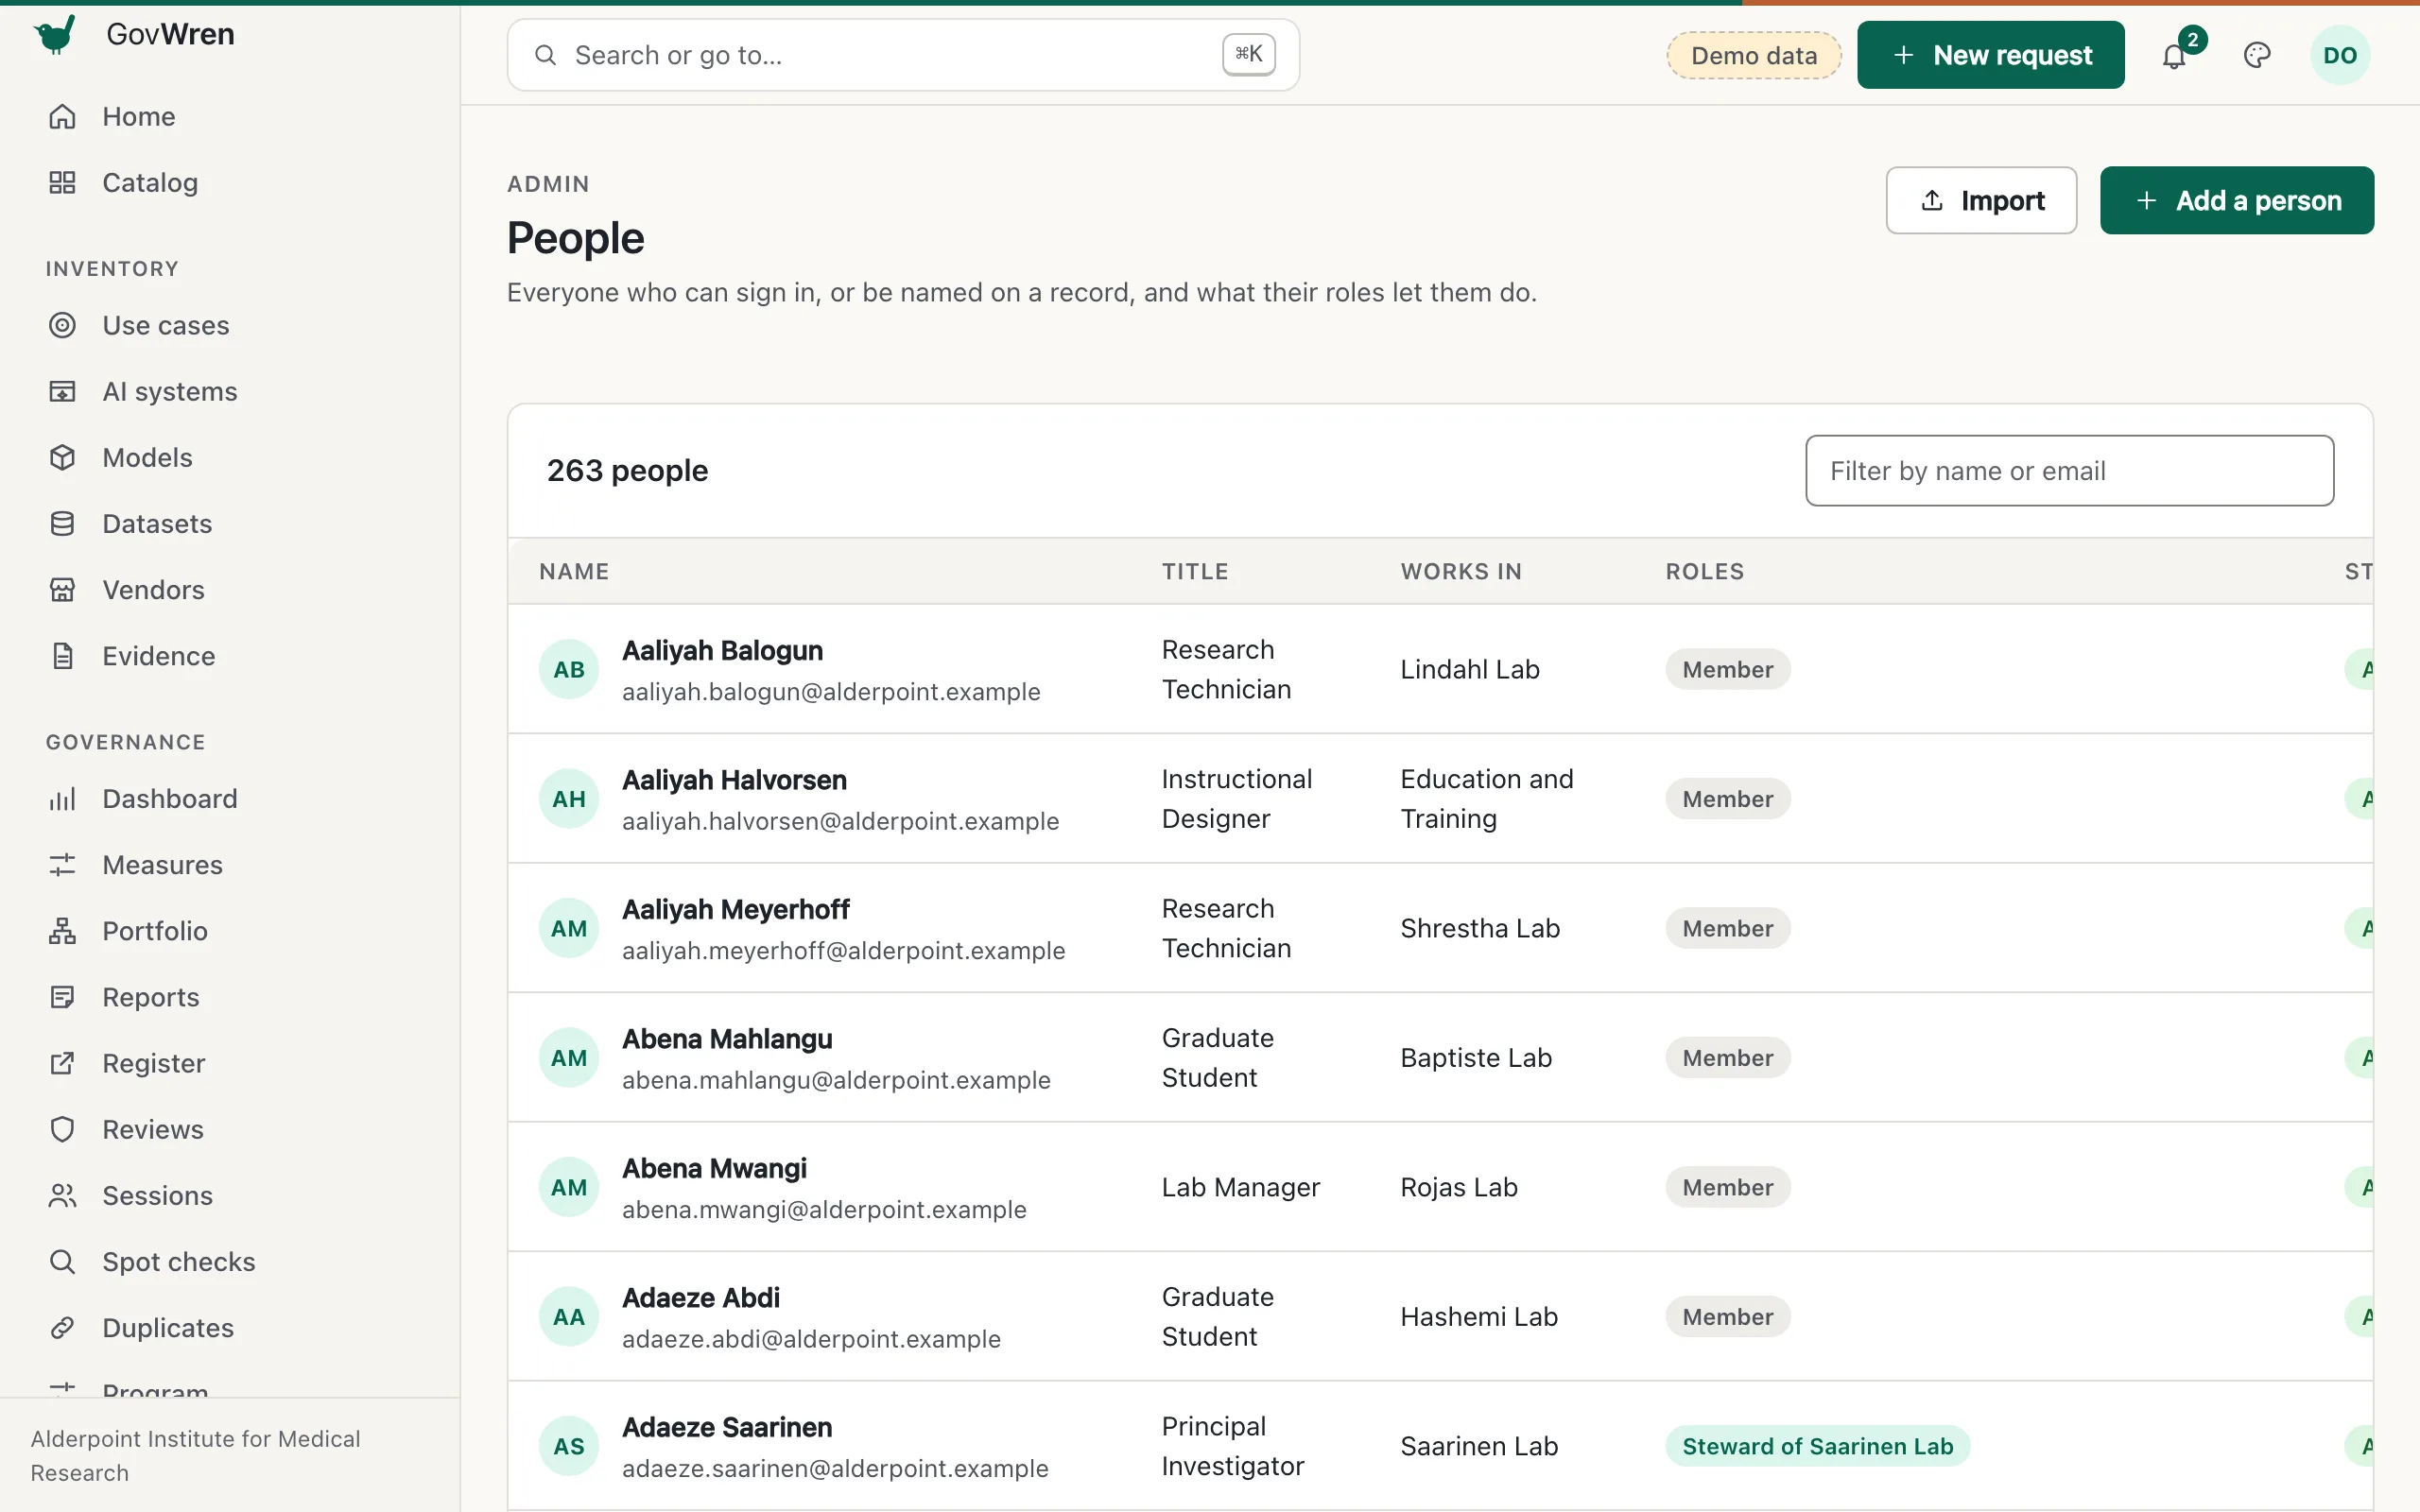 GovWren
Search or go to...
⌘K
Demo data
+ New request
2
DO
Home
Catalog
INVENTORY
Use cases
AI systems
Models
Datasets
Vendors
Evidence
GOVERNANCE
Dashboard
Measures
Portfolio
Reports
Register
Reviews
Sessions
Spot checks
Duplicates
Program
Alderpoint Institute for Medical
Research
ADMIN
People
Everyone who can sign in, or be named on a record, and what their roles let them do.
Import
+ Add a person
263 people
Filter by name or email
NAME TITLE WORKS IN ROLES ST
AB Aaliyah Balogun
aaliyah.balogun@alderpoint.example
Research
Technician
Lindahl Lab
Member
A
AH Aaliyah Halvorsen
aaliyah.halvorsen@alderpoint.example
Instructional
Designer
Education and
Training
Member
A
AM Aaliyah Meyerhoff
aaliyah.meyerhoff@alderpoint.example
Research
Technician
Shrestha Lab
Member
A
AM Abena Mahlangu
abena.mahlangu@alderpoint.example
Graduate
Student
Baptiste Lab
Member
A
AM Abena Mwangi
abena.mwangi@alderpoint.example
Lab Manager
Rojas Lab
Member
A
AA Adaeze Abdi
adaeze.abdi@alderpoint.example
Graduate
Student
Hashemi Lab
Member
A
AS Adaeze Saarinen
adaeze.saarinen@alderpoint.example
Principal
Investigator
Saarinen Lab
Steward of Saarinen Lab
A